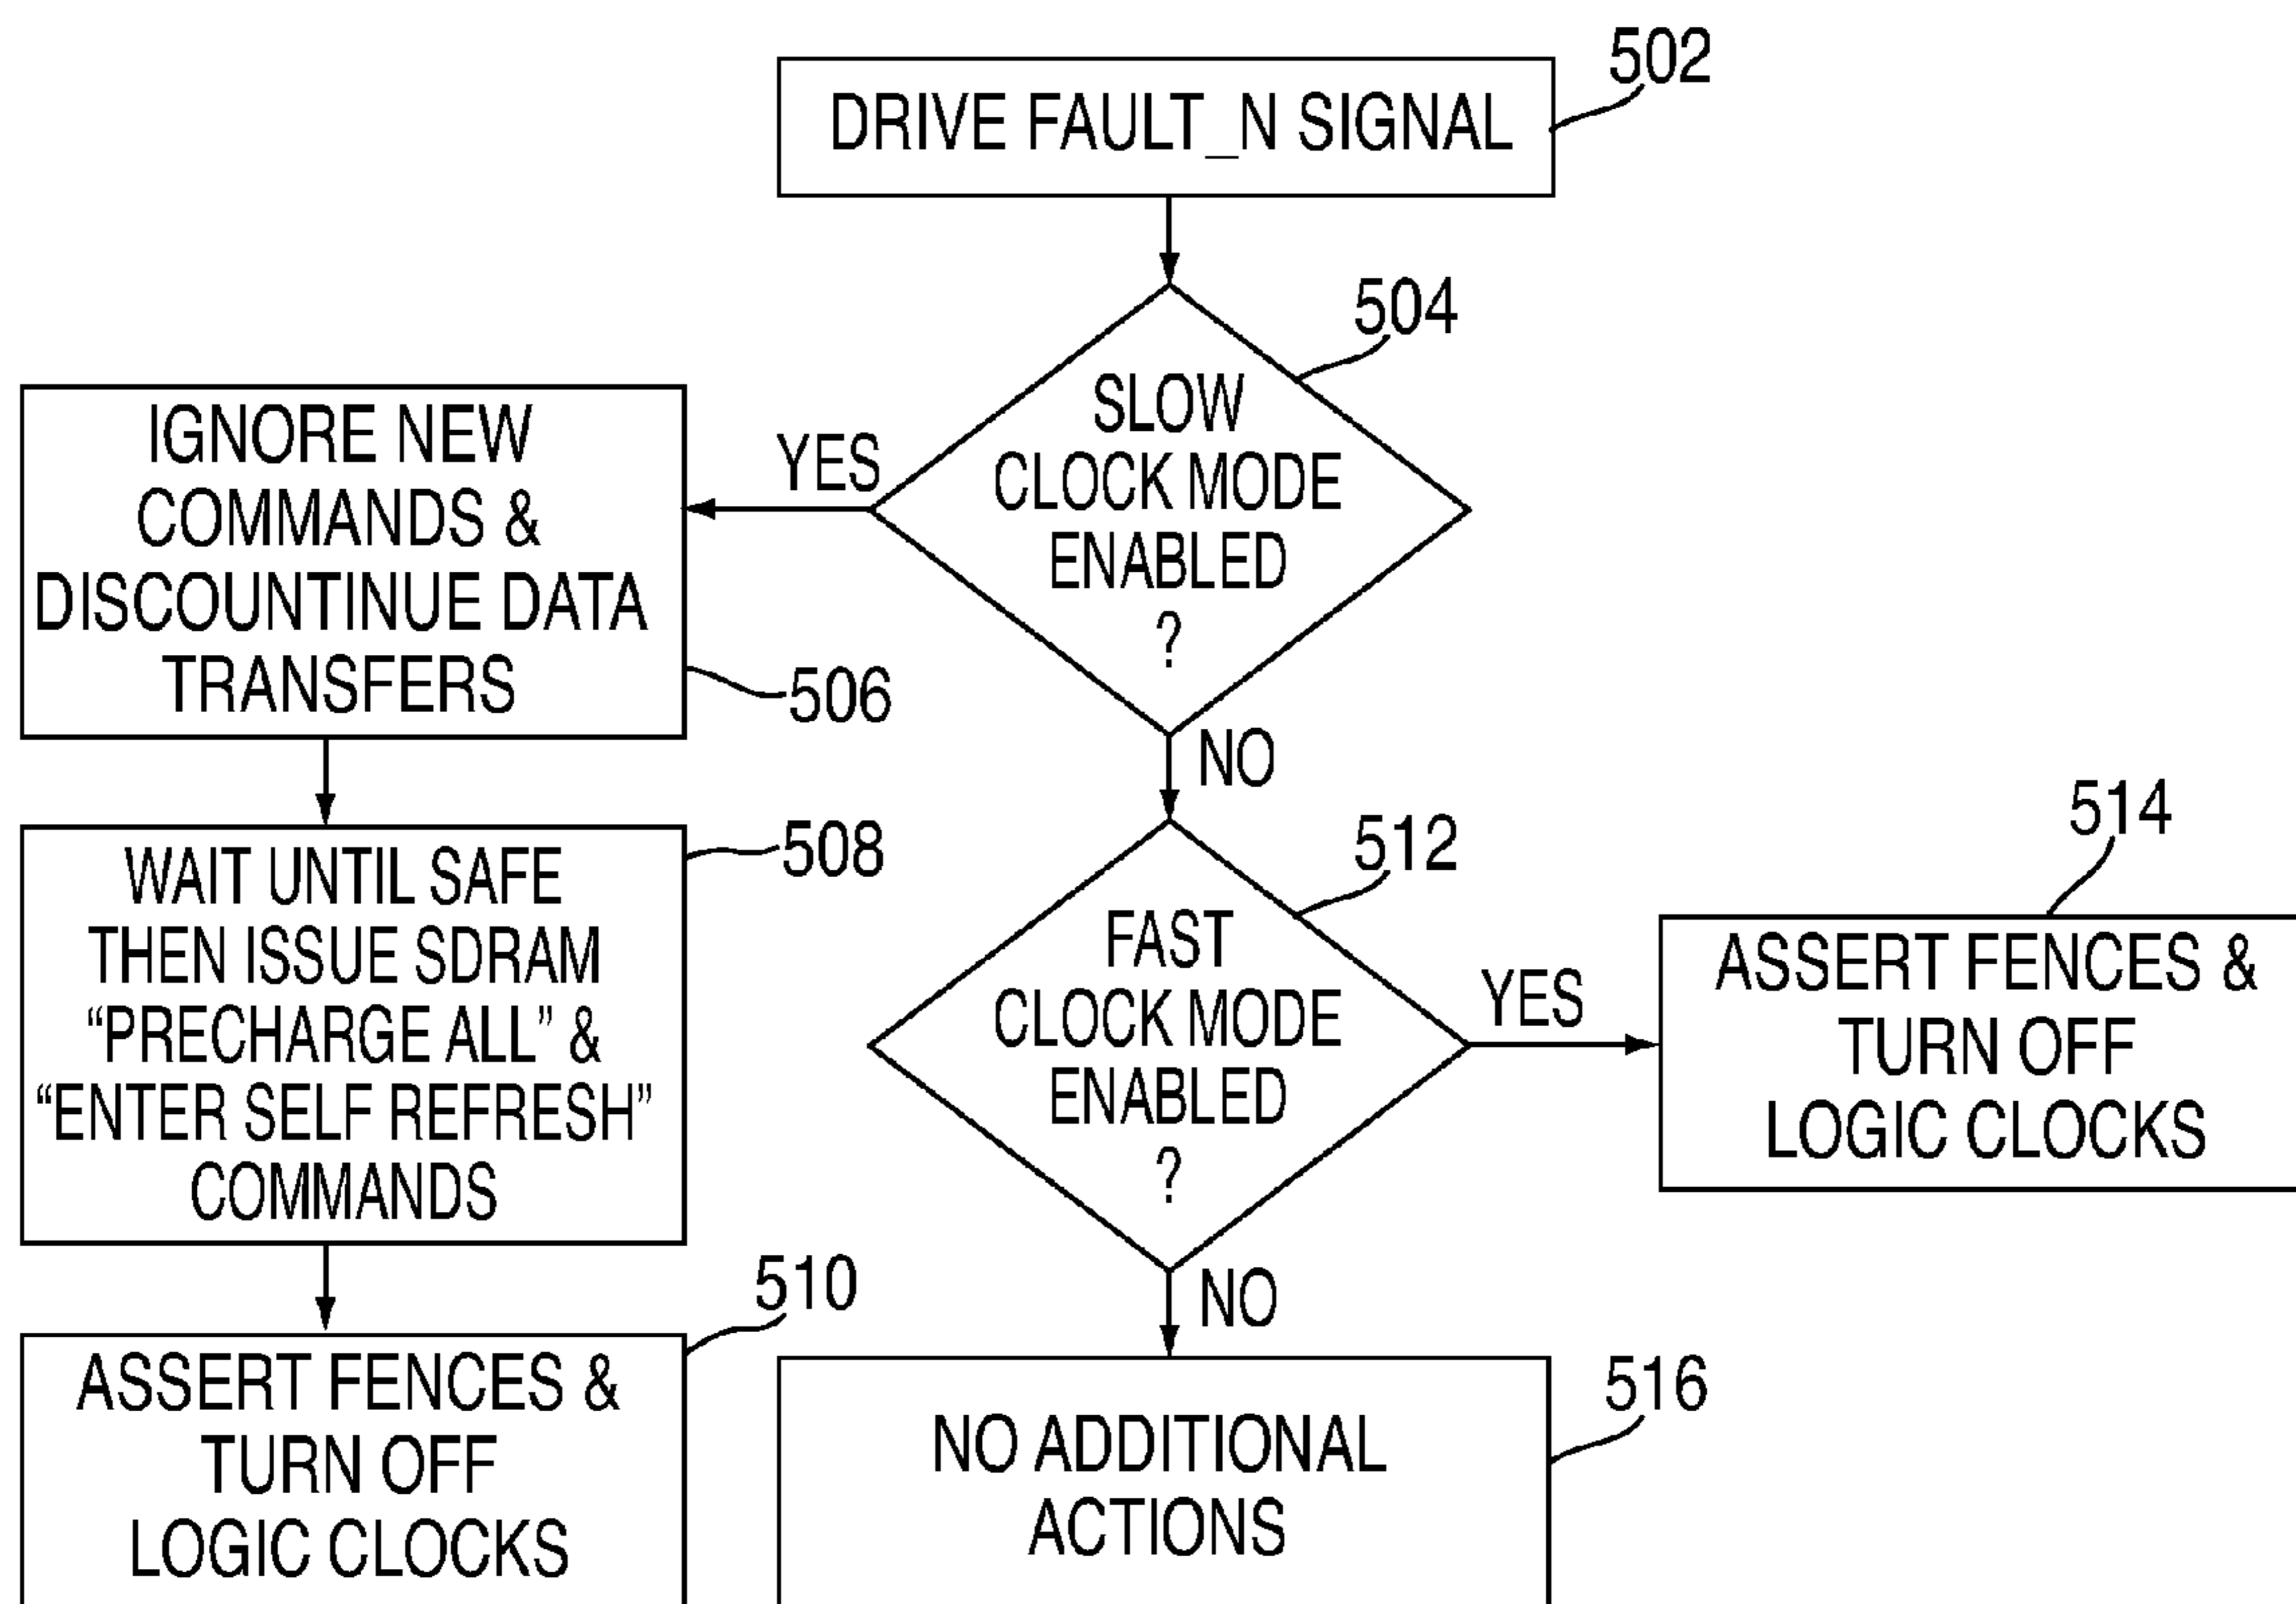 DRIVE FAULT_N SIGNAL
502
504
SLOW
CLOCK MODE
ENABLED
?
YES
NO
IGNORE NEW
COMMANDS &
DISCOUNTINUE DATA
TRANSFERS
506
WAIT UNTIL SAFE
THEN ISSUE SDRAM
“PRECHARGE ALL” &
“ENTER SELF REFRESH”
COMMANDS
508
ASSERT FENCES &
TURN OFF
LOGIC CLOCKS
510
512
FAST
CLOCK MODE
ENABLED
?
YES
NO
514
ASSERT FENCES &
TURN OFF
LOGIC CLOCKS
NO ADDITIONAL
ACTIONS
516